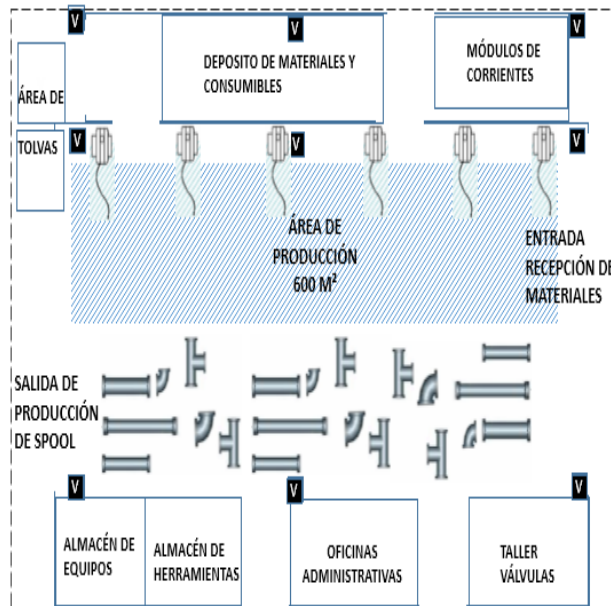 V
V
V
DEPOSITO DE MATERIALES Y
CONSUMIBLES
MÓDULOS DE
CORRIENTES
ÁREA DE
TOLVAS
V
V
V
ÁREA DE
PRODUCCIÓN
600 M²
ENTRADA
RECEPCIÓN DE
MATERIALES
SALIDA DE
PRODUCCIÓN
DE SPOOL
V
V
V
ALMACÉN DE
EQUIPOS
ALMACÉN DE
HERRAMIENTAS
OFICINAS
ADMINISTRATIVAS
TALLER
VÁLVULAS